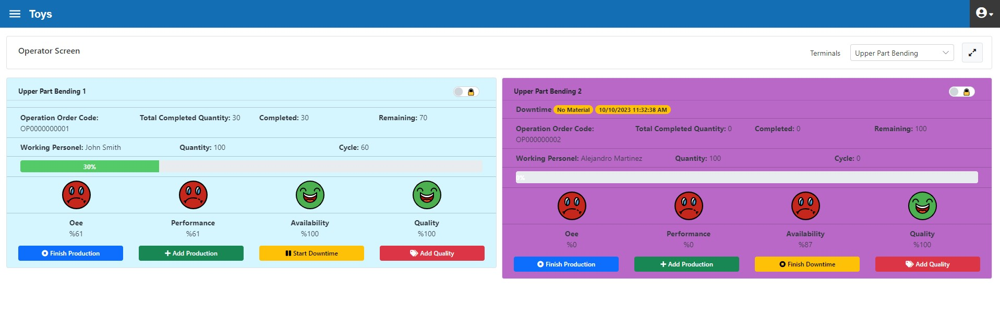 Toys
Operator Screen
Terminals
Upper Part Bending
Upper Part Bending 1
Operation Order Code: Total Completed Quantity: 30 Completed: 30 Remaining: 70
OP0000000001
Working Personel: John Smith Quantity: 100 Cycle: 60
30%
Oee Performance Availability Quality
%61 %61 %100 %100
Finish Production Add Production Start Downtime Add Quality
Upper Part Bending 2
Downtime No Material 10/10/2023 11:32:38 AM
Operation Order Code: Total Completed Quantity: 0 Completed: 0 Remaining: 100
OP000000002
Working Personel: Alejandro Martinez Quantity: 100 Cycle: 0
0%
Oee Performance Availability Quality
%0 %0 %87 %100
Finish Production Add Production Finish Downtime Add Quality